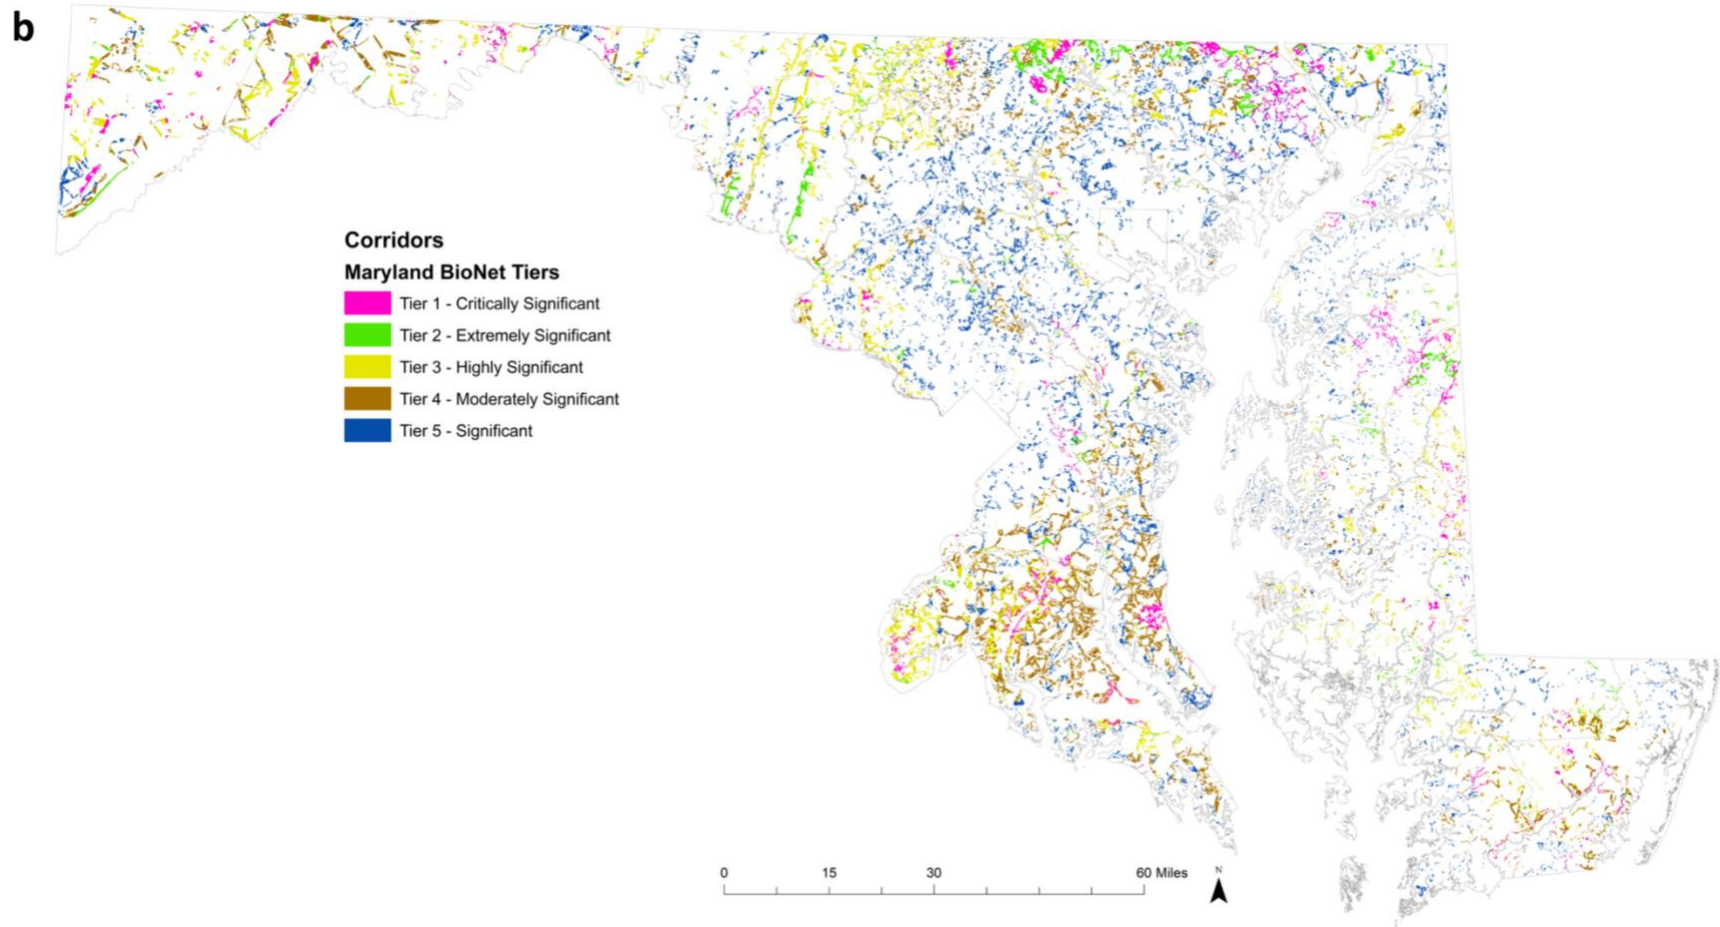 b
Corridors
Maryland BioNet Tiers
Tier 1 - Critically Significant
Tier 2 - Extremely Significant
Tier 3 - Highly Significant
Tier 4 - Moderately Significant
Tier 5 - Significant
0 15 30 60 Miles
N